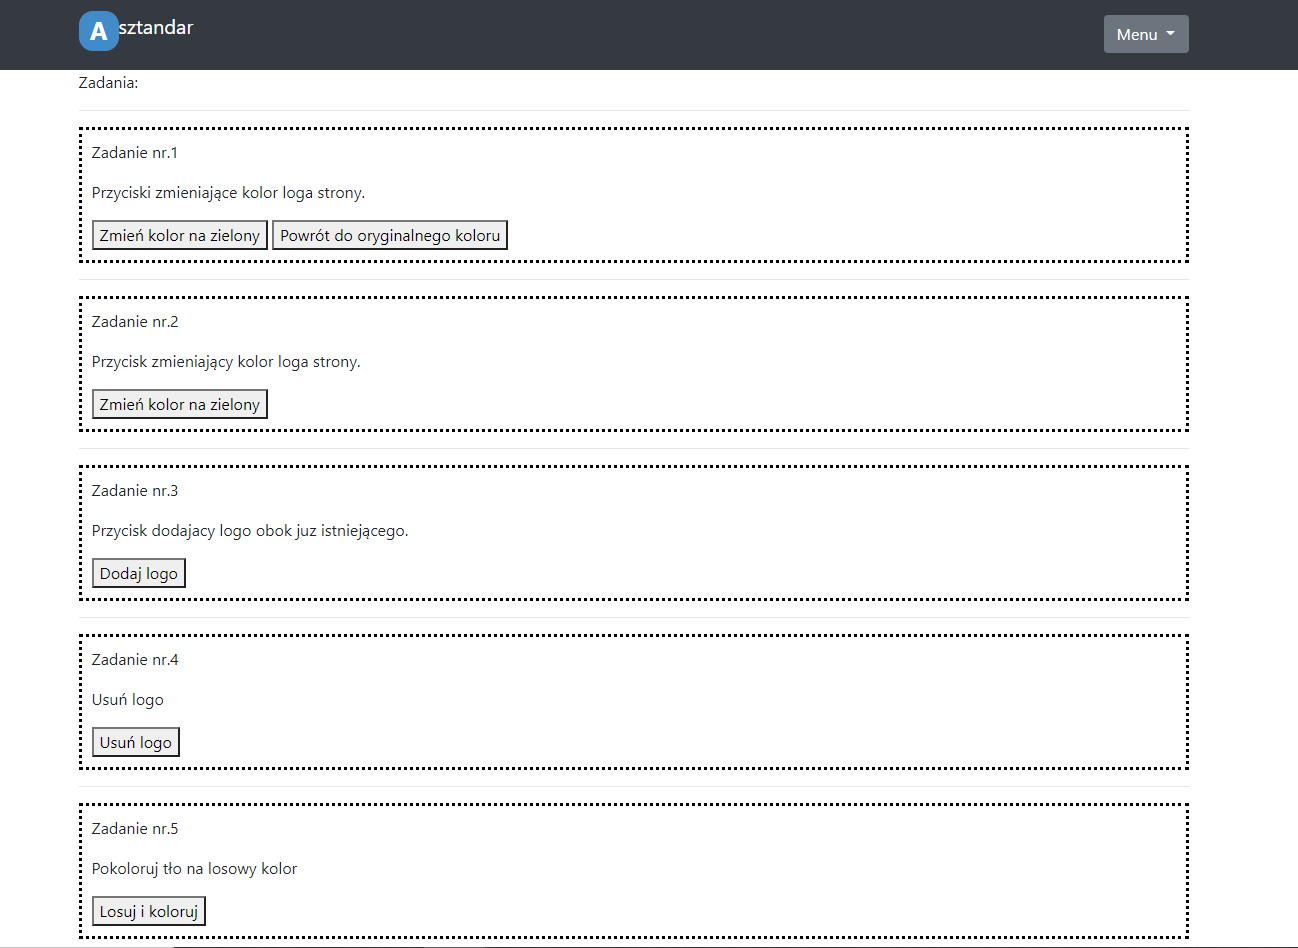 Asztandar
Menu
Zadania:
Zadanie nr.1
Przyciski zmieniające kolor loga strony.
Zmień kolor na zielony Powrót do oryginalnego koloru
Zadanie nr.2
Przycisk zmieniający kolor loga strony.
Zmień kolor na zielony
Zadanie nr.3
Przycisk dodajacy logo obok juz istniejącego.
Dodaj logo
Zadanie nr.4
Usuń logo
Usuń logo
Zadanie nr.5
Pokoloruj tło na losowy kolor
Losuj i koloruj